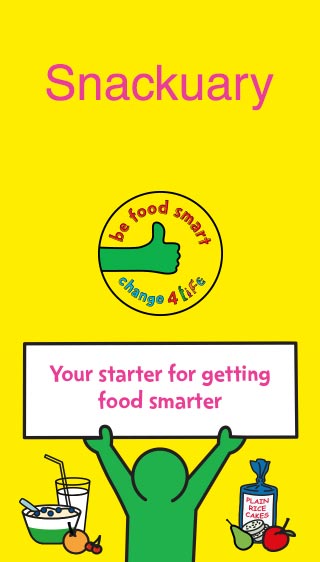 Snackuary
be food smart
change 4 life
Your starter for getting
food smarter
PLAIN
RICE
CAKES